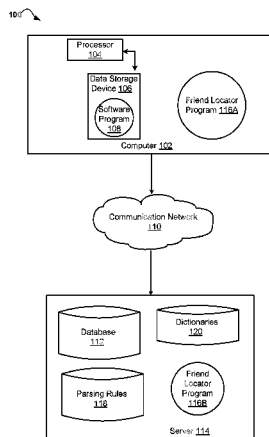 100
Processor
104
Data Storage
Device 106
Software
Program
108
Friend Locator
Program 116A
Computer 102
Communication Network
110
Database
112
Dictionaries
120
Parsing Rules
118
Friend
Locator
Program
116B
Server 114